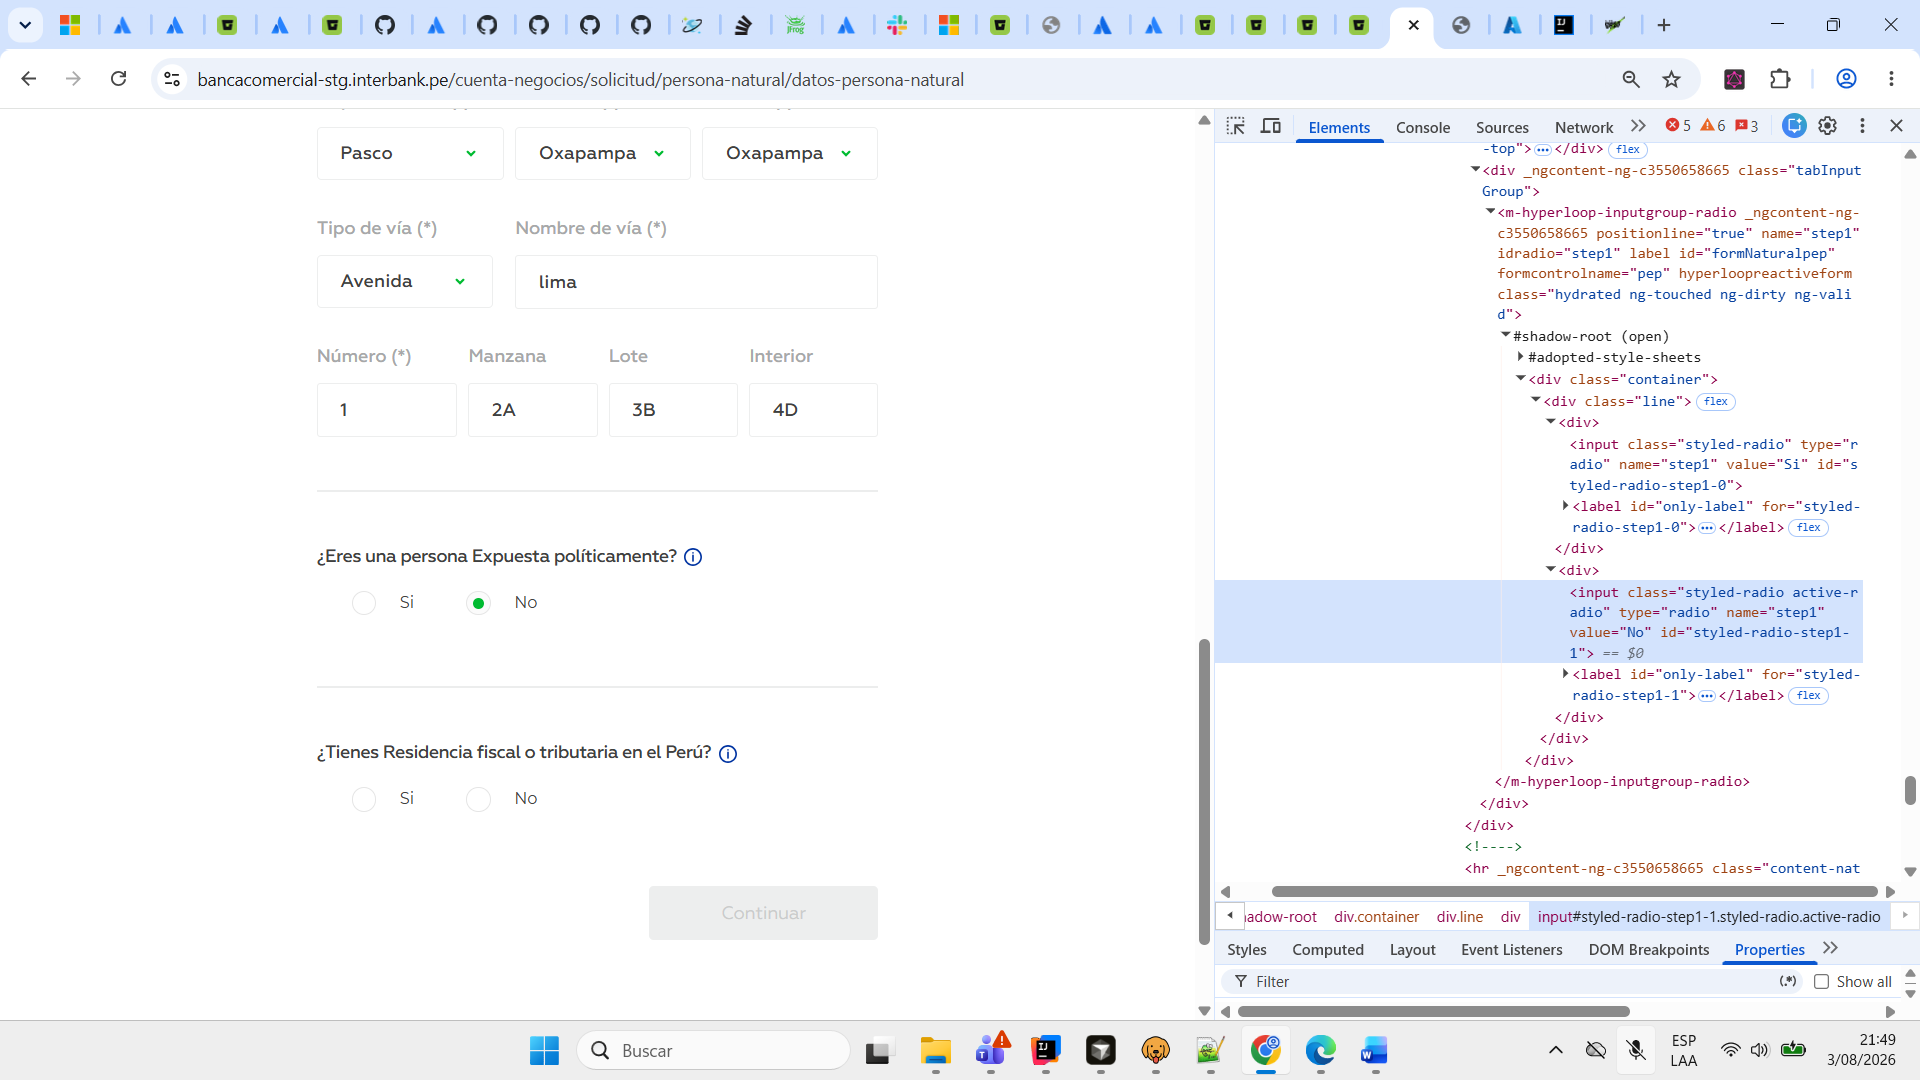 bancacomercial-stg.interbank.pe/cuenta-negocios/solicitud/persona-natural/datos-persona-natural
Pasco
Oxapampa
Oxapampa
Tipo de vía (*)
Nombre de vía (*)
Avenida
lima
Número (*)
Manzana
Lote
Interior
1
2A
3B
4D
¿Eres una persona Expuesta políticamente?
Si
No
¿Tienes Residencia fiscal o tributaria en el Perú?
Si
No
Continuar
Elements
Console
Sources
Network
5
6
3
-top"> ••• </div> flex
<div _ngcontent-ng-c3550658665 class="tabInput
Group">
<m-hyperloop-inputgroup-radio _ngcontent-ng-
c3550658665 positionline="true" name="step1"
idradio="step1" label id="formNaturalpep"
formcontrolname="pep" hyperloopreactiveform
class="hydrated ng-touched ng-dirty ng-vali
d">
#shadow-root (open)
#adopted-style-sheets
<div class="container">
<div class="line"> flex
<div>
<input class="styled-radio" type="r
adio" name="step1" value="Si" id="s
tyled-radio-step1-0">
<label id="only-label" for="styled-
radio-step1-0"> ••• </label> flex
</div>
<div>
<input class="styled-radio active-r
adio" type="radio" name="step1"
value="No" id="styled-radio-step1-
1"> == $0
<label id="only-label" for="styled-
radio-step1-1"> ••• </label> flex
</div>
</div>
</div>
</m-hyperloop-inputgroup-radio>
</div>
</div>
<!---->
<hr _ngcontent-ng-c3550658665 class="content-nat
hadow-root
div.container
div.line
div
input#styled-radio-step1-1.styled-radio.active-radio
Styles
Computed
Layout
Event Listeners
DOM Breakpoints
Properties
Filter
(.*)
Show all
Buscar
ESP
LAA
21:49
3/08/2026